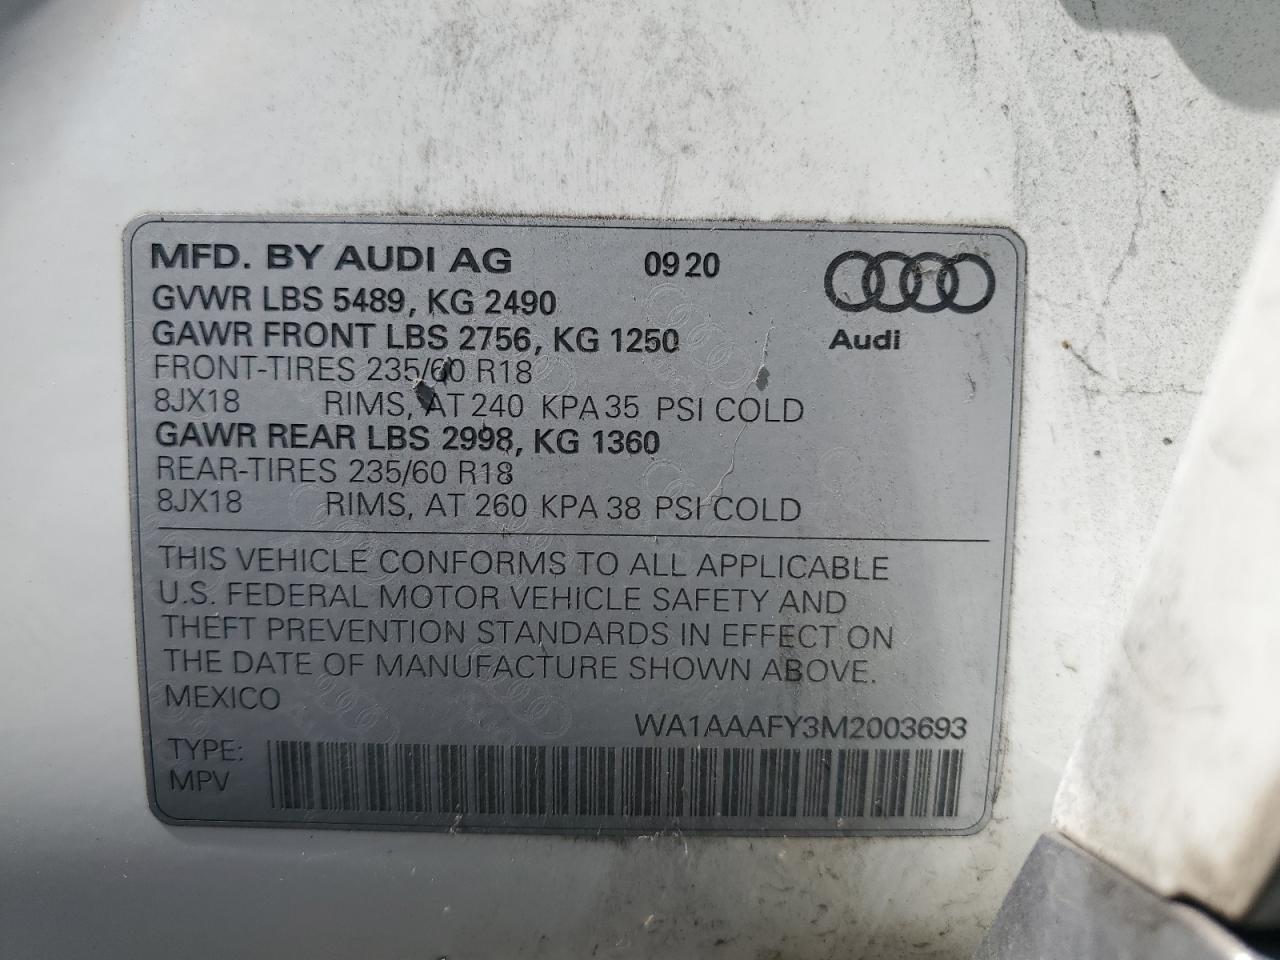 MFD. BY AUDI AG 09 20
GVWR LBS 5489, KG 2490
GAWR FRONT LBS 2756, KG 1250
Audi
FRONT-TIRES 235/60 R18
8JX18 RIMS, AT 240 KPA 35 PSI COLD
GAWR REAR LBS 2998, KG 1360
REAR-TIRES 235/60 R18
8JX18 RIMS, AT 260 KPA 38 PSI COLD
THIS VEHICLE CONFORMS TO ALL APPLICABLE
U.S. FEDERAL MOTOR VEHICLE SAFETY AND
THEFT PREVENTION STANDARDS IN EFFECT ON
THE DATE OF MANUFACTURE SHOWN ABOVE.
MEXICO
WA1AAAFY3M2003693
TYPE:
MPV